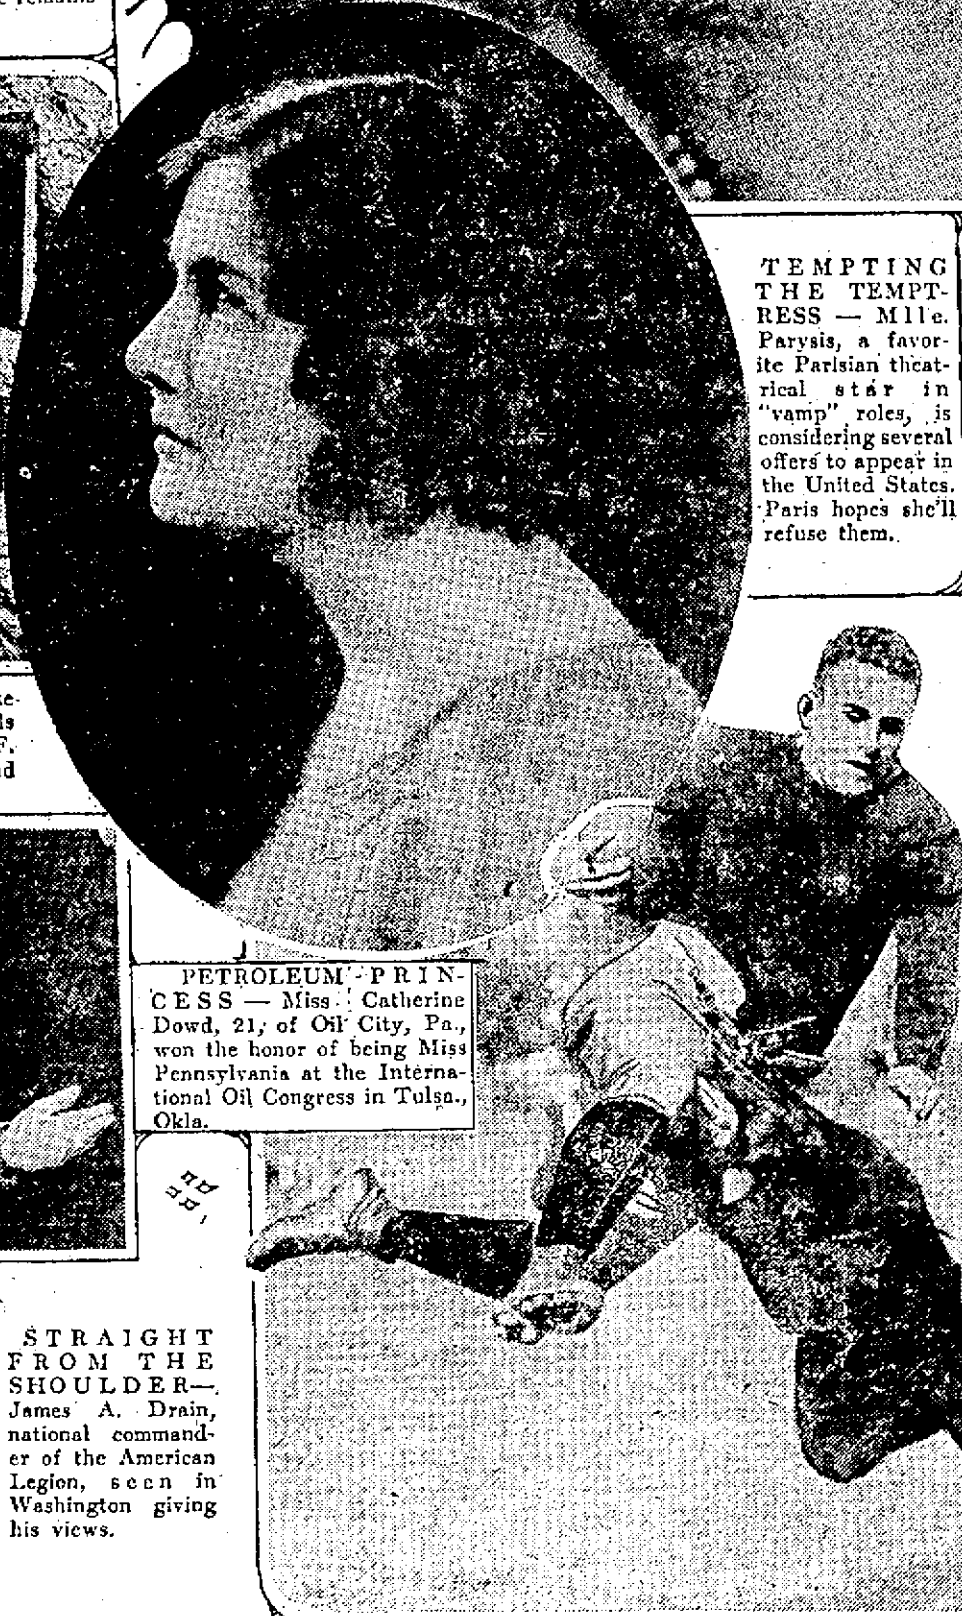 remains
TEMPTING
THE TEMPT-
RESS — Mlle.
Parysis, a favor-
ite Parisian theat-
rical star in
"vamp" roles, is
considering several
offers to appear in
the United States.
Paris hopes she'll
refuse them.
PETROLEUM PRIN-
CESS — Miss Catherine
Dowd, 21, of Oil City, Pa.,
won the honor of being Miss
Pennsylvania at the Interna-
tional Oil Congress in Tulsa.,
Okla.
STRAIGHT
FROM THE
SHOULDER—
James A. Drain,
national command-
er of the American
Legion, seen in
Washington giving
his views.